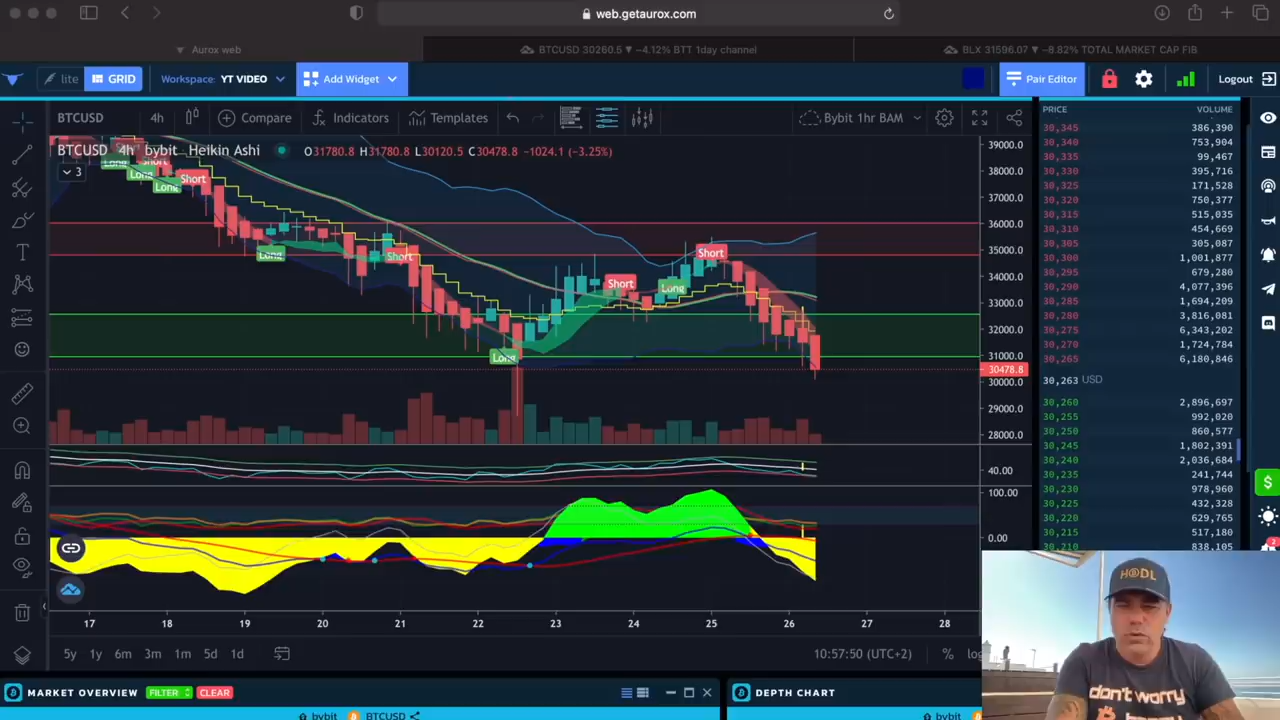 web.getaurox.com
Aurox web
BTCUSD 30260.5 ▼ −4.12% BTT 1day channel
BLX 31596.07 ▼ −8.82% TOTAL MARKET CAP FIB
lite
GRID
Workspace: YT VIDEO
Add Widget
Pair Editor
Logout
BTCUSD
4h
Compare
Indicators
Templates
Bybit 1hr BAM
BTCUSD 4h bybit Heikin Ashi
O31780.8 H31780.8 L30120.5 C30478.8 −1024.1 (−3.25%)
3
Long
Short
Long
Long
Short
Long
Short
Long
Short
Long
Short
39000.0
38000.0
37000.0
36000.0
35000.0
34000.0
33000.0
32000.0
31000.0
30478.8
30000.0
29000.0
28000.0
40.00
100.00
0.00
17
18
19
20
21
22
23
24
25
26
27
28
5y
1y
6m
3m
1m
5d
1d
10:57:50 (UTC+2)
%
PRICE VOLUME
30,345 386,390
30,340 753,904
30,335 99,467
30,330 395,716
30,325 171,528
30,320 750,377
30,315 515,035
30,310 454,669
30,305 305,087
30,300 1,001,877
30,295 679,280
30,290 4,077,396
30,285 1,694,209
30,280 3,816,081
30,275 6,343,202
30,270 1,724,784
30,265 6,180,846
30,263 USD
30,260 2,896,697
30,255 992,020
30,250 860,577
30,245 1,802,391
30,240 2,036,684
30,235 241,744
30,230 978,960
30,225 432,328
30,220 629,765
30,215 517,180
30,210 838,105
$
2
HODL
don't worry
MARKET OVERVIEW
FILTER
CLEAR
DEPTH CHART
bybit
BTCUSD
bybit